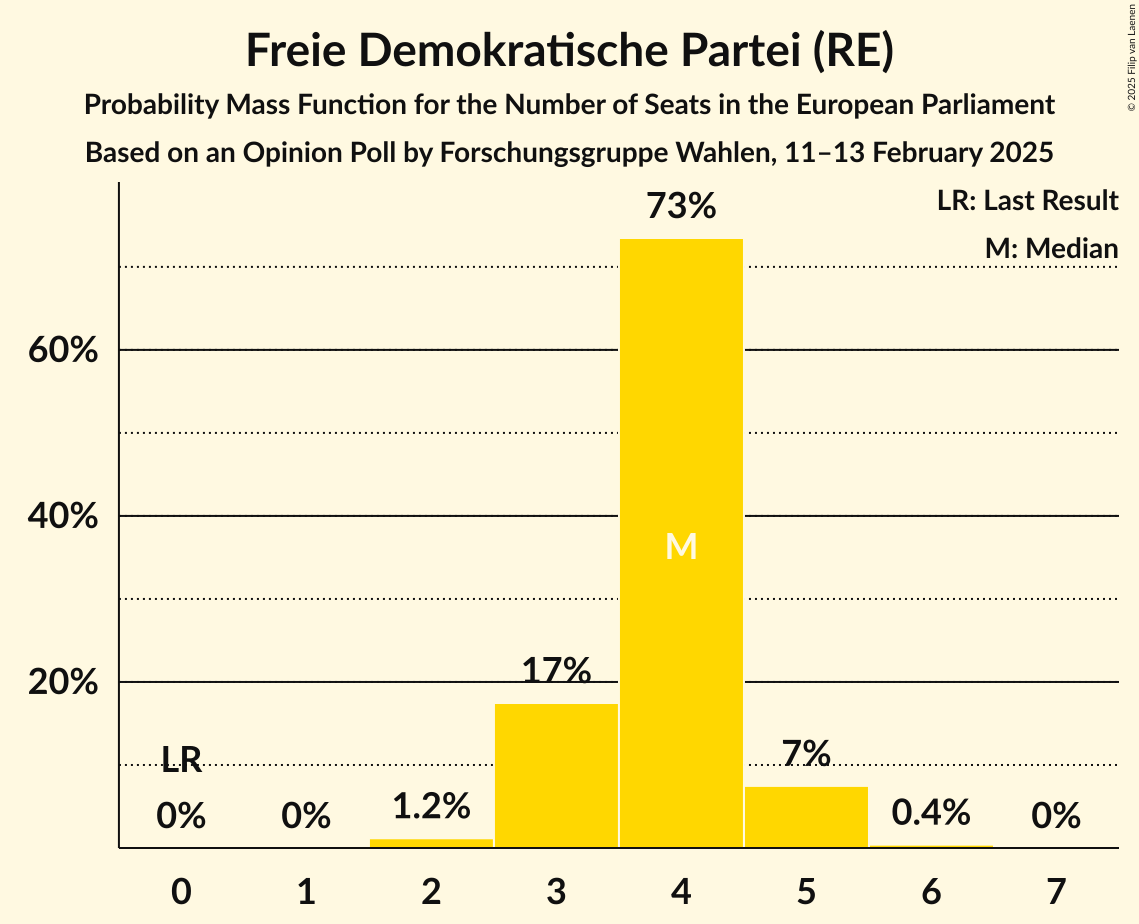 Freie Demokratische Partei (RE)
Probability Mass Function for the Number of Seats in the European Parliament
Based on an Opinion Poll by Forschungsgruppe Wahlen, 11–13 February 2025
© 2025 Filip van Laenen
LR: Last Result
M: Median
73%
60%
40%
M
20%
17%
LR
7%
0%
0%
1.2%
0.4%
0%
0
1
2
3
4
5
6
7